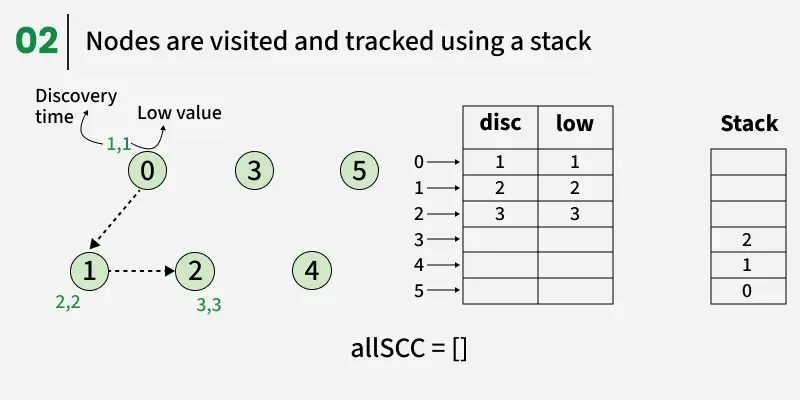 02 Nodes are visited and tracked using a stack
Discovery
time
Low value
1,1
0 3 5
1 2 4
2,2
3,3
disc low
0 1 1
1 2 2
2 3 3
3
4
5
Stack
2
1
0
allSCC = []